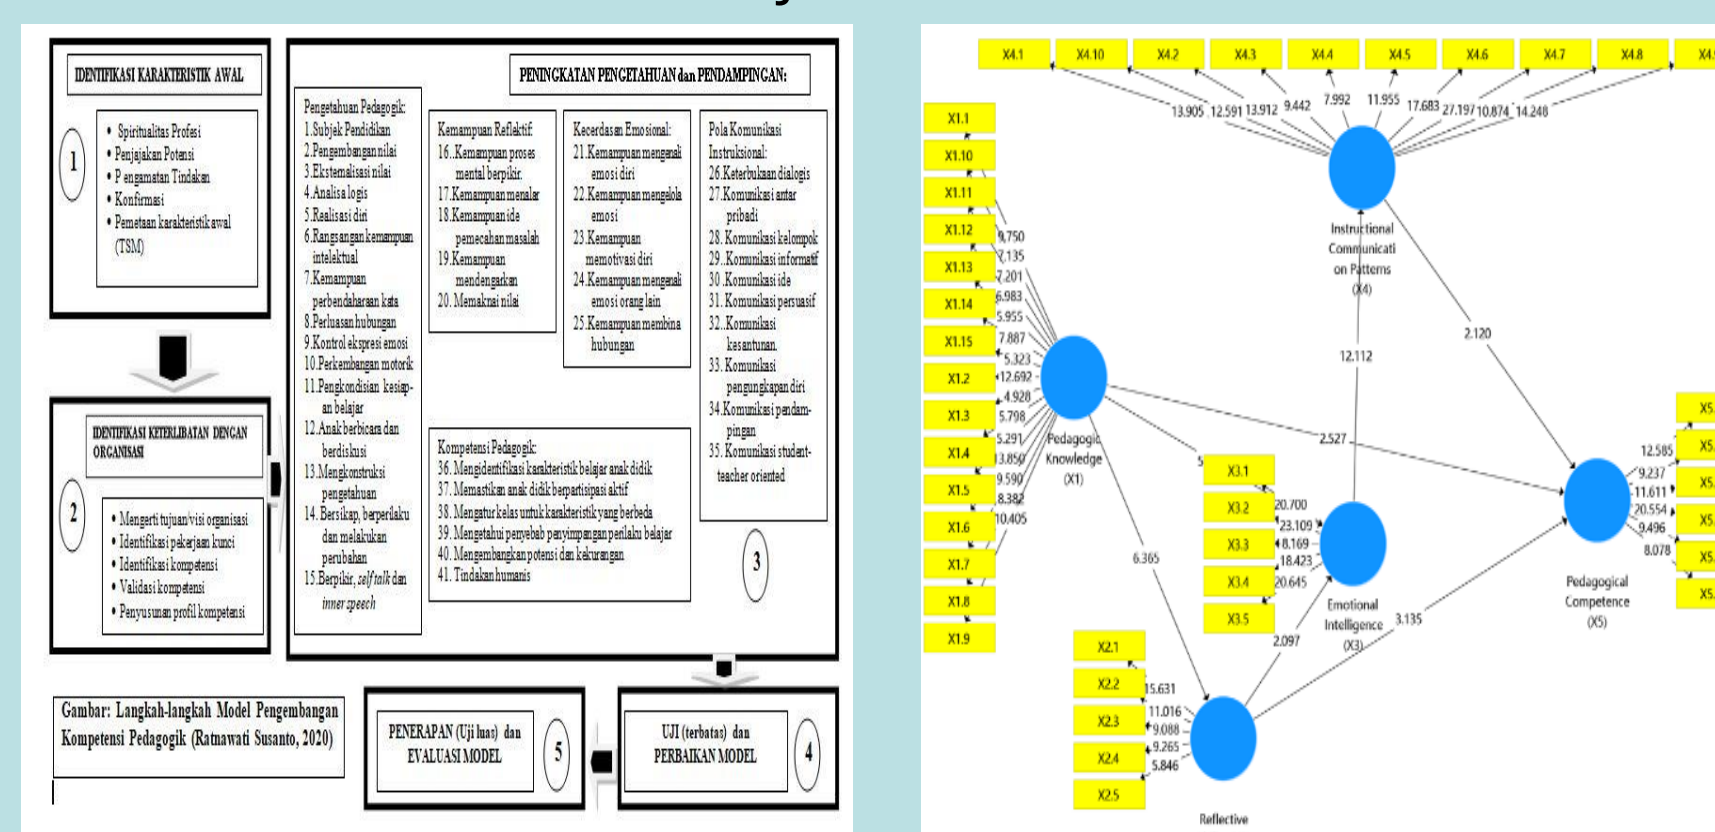 IDENTIFIKASI KARAKTERISTIK AWAL
1
• Spiritualitas Profesi
• Penjajakan Potensi
• P engamatan Tindakan
• Konfirmasi
• Pemetaan karakteristik awal
(TSM)
IDENTIFIKASI KETERLIBATAN DENGAN
ORGANISASI
2
• Mengerti tujuan/visi organisasi
• Identifikasi pekerjaan kunci
• Identifikasi kompetensi
• Validasi kompetensi
• Penyusunan profil kompetensi
PENINGKATAN PENGETAHUAN dan PENDAMPINGAN:
Pengetahuan Pedagogik:
1.Subjek Pendidikan
2.Pengembangan nilai
3.Eksternalisasi nilai
4.Analisa logis
5.Realisasi diri
6.Rangsangan kemampuan
intelektual
7.Kemampuan
perbendaharaan kata
8.Perluasan hubungan
9.Kontrol ekspresi emosi
10.Perkembangan motorik
11.Pengkondisian kesiap-
an belajar
12.Anak berbicara dan
berdiskusi
13.Mengkonstruksi
pengetahuan
14. Bersikap, berperilaku
dan melakukan
perubahan
15.Berpikir, self talk dan
inner speech
Kemampuan Reflektif:
16..Kemampuan proses
mental berpikir.
17.Kemampuan menalar
18.Kemampuan ide
pemecahan masalah
19.Kemampuan
mendengarkan
20. Memaknai nilai
Kecerdasan Emosional:
21.Kemampuan mengenali
emosi diri
22.Kemampuan mengelola
emosi
23.Kemampuan
memotivasi diri
24.Kemampuan mengenali
emosi orang lain
25.Kemampuan membina
hubungan
Pola Komunikasi
Instruksional:
26.Keterbukaan dialogis
27.Komunikasi antar
pribadi
28. Komunikasi kelompok
29..Komunikasi informatif
30. Komunikasi ide
31. Komunikasi persuasif
32..Komunikasi
kesantunan.
33. Komunikasi
pengungkapan diri
34.Komunikasi pendam-
pingan
35. Komunikasi student-
teacher oriented
Kompetensi Pedagogik:
36. Mengidentifikasi karakteristik belajar anak didik
37. Memastikan anak didik berpartisipasi aktif
38. Mengatur kelas untuk karakteristik yang berbeda
39. Mengetahui penyebab penyimpangan perilaku belajar
40. Mengembangkan potensi dan kekurangan
41. Tindakan humanis
3
Gambar: Langkah-langkah Model Pengembangan
Kompetensi Pedagogik (Ratnawati Susanto, 2020)
PENERAPAN (Uji luas) dan
EVALUASI MODEL
5
UJI (terbatas) dan
PERBAIKAN MODEL
4
X4.1 X4.10 X4.2 X4.3 X4.4 X4.5 X4.6 X4.7 X4.8
13.905 12.591 13.912 9.442 7.992 11.955 17.683 27.197 10.874 14.248
Instructional
Communicati
on Patterns
(X4)
X1.1
X1.10
X1.11
X1.12
X1.13
X1.14
X1.15
X1.2
X1.3
X1.4
X1.5
X1.6
X1.7
X1.8
X1.9
9.750
7.135
7.201
6.983
5.955
7.887
5.323
12.692
4.928
5.798
5.291
13.850
9.590
8.382
10.405
Pedagogic
Knowledge
(X1)
12.112
2.120
2.527
6.365
X3.1
X3.2
X3.3
X3.4
X3.5
20.700
23.109
8.169
18.423
20.645
Emotional
Intelligence
(X3)
2.097
3.135
12.585
9.237
11.611
20.554
9.496
8.078
Pedagogical
Competence
(X5)
X2.1
X2.2
X2.3
X2.4
X2.5
15.631
11.016
9.088
9.265
5.846
Reflective